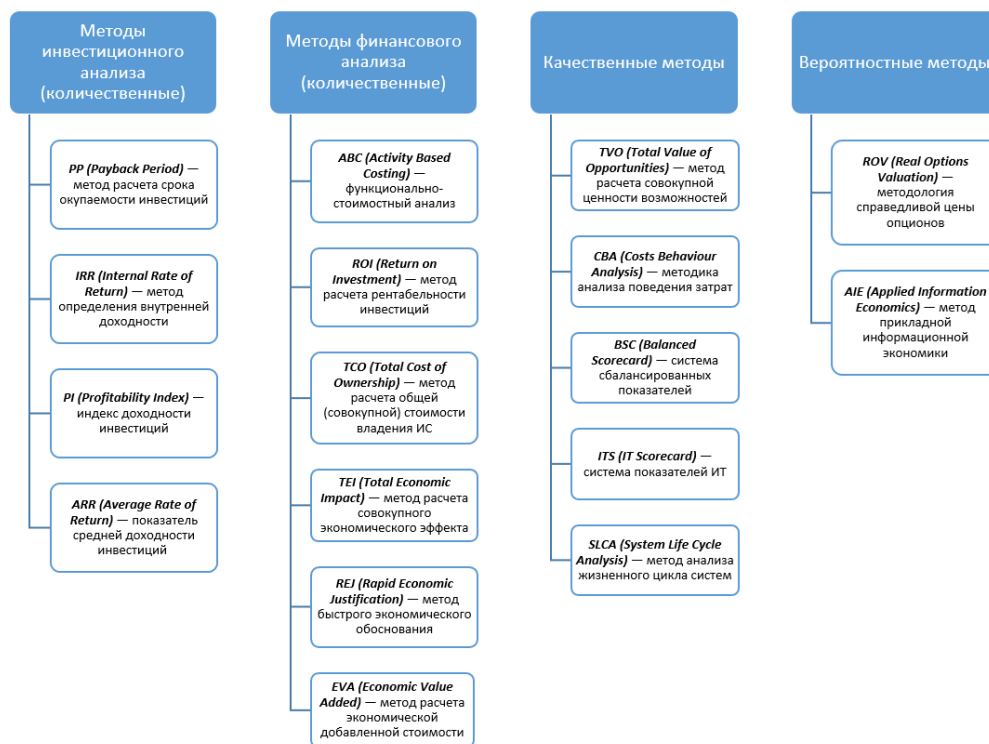 Методы
инвестиционного
анализа
(количественные)
PP (Payback Period) —
метод расчета срока
окупаемости инвестиций
IRR (Internal Rate of
Return) — метод
определения внутренней
доходности
PI (Profitability Index) —
индекс доходности
инвестиций
ARR (Average Rate of
Return) — показатель
средней доходности
инвестиций
Методы финансового
анализа
(количественные)
ABC (Activity Based
Costing) —
функционально-
стоимостный анализ
ROI (Return on
Investment) — метод
расчета рентабельности
инвестиций
TCO (Total Cost of
Ownership) — метод
расчета общей
(совокупной) стоимости
владения ИС
TEI (Total Economic
Impact) — метод расчета
совокупного
экономического эффекта
REJ (Rapid Economic
Justification) — метод
быстрого экономического
обоснования
EVA (Economic Value
Added) — метод расчета
экономической
добавленной стоимости
Качественные методы
TVO (Total Value of
Opportunities) — метод
расчета совокупной
ценности возможностей
CBA (Costs Behaviour
Analysis) — методика
анализа поведения затрат
BSC (Balanced
Scorecard) — система
сбалансированных
показателей
ITS (IT Scorecard) —
система показателей ИТ
SLCA (System Life Cycle
Analysis) — метод анализа
жизненного цикла систем
Вероятностные методы
ROV (Real Options
Valuation) —
методология
справедливой цены
опционов
AIE (Applied Information
Economics) — метод
прикладной
информационной
экономики